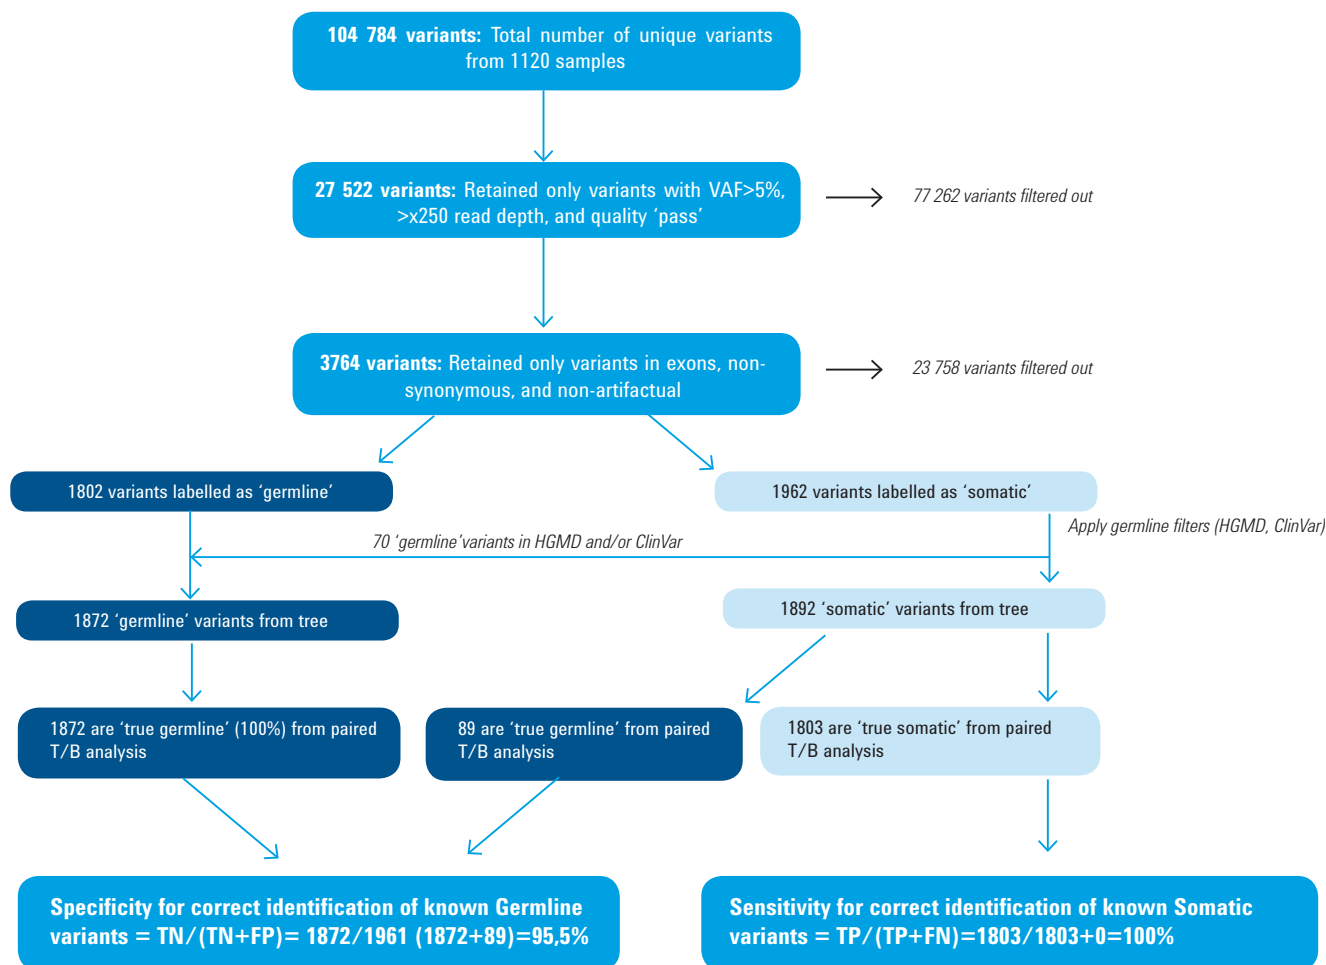 104 784 variants: Total number of unique variants
from 1120 samples
27 522 variants: Retained only variants with VAF>5%,
>x250 read depth, and quality ‘pass’
77 262 variants filtered out
3764 variants: Retained only variants in exons, non-
synonymous, and non-artifactual
23 758 variants filtered out
1802 variants labelled as ‘germline’
1962 variants labelled as ‘somatic’
Apply germline filters (HGMD, ClinVar)
70 ‘germline’variants in HGMD and/or ClinVar
1872 ‘germline’ variants from tree
1892 ‘somatic’ variants from tree
1872 are ‘true germline’ (100%) from paired
T/B analysis
89 are ‘true germline’ from paired
T/B analysis
1803 are ‘true somatic’ from paired
T/B analysis
Specificity for correct identification of known Germline
variants = TN/(TN+FP)= 1872/1961 (1872+89)=95,5%
Sensitivity for correct identification of known Somatic
variants = TP/(TP+FN)=1803/1803+0=100%